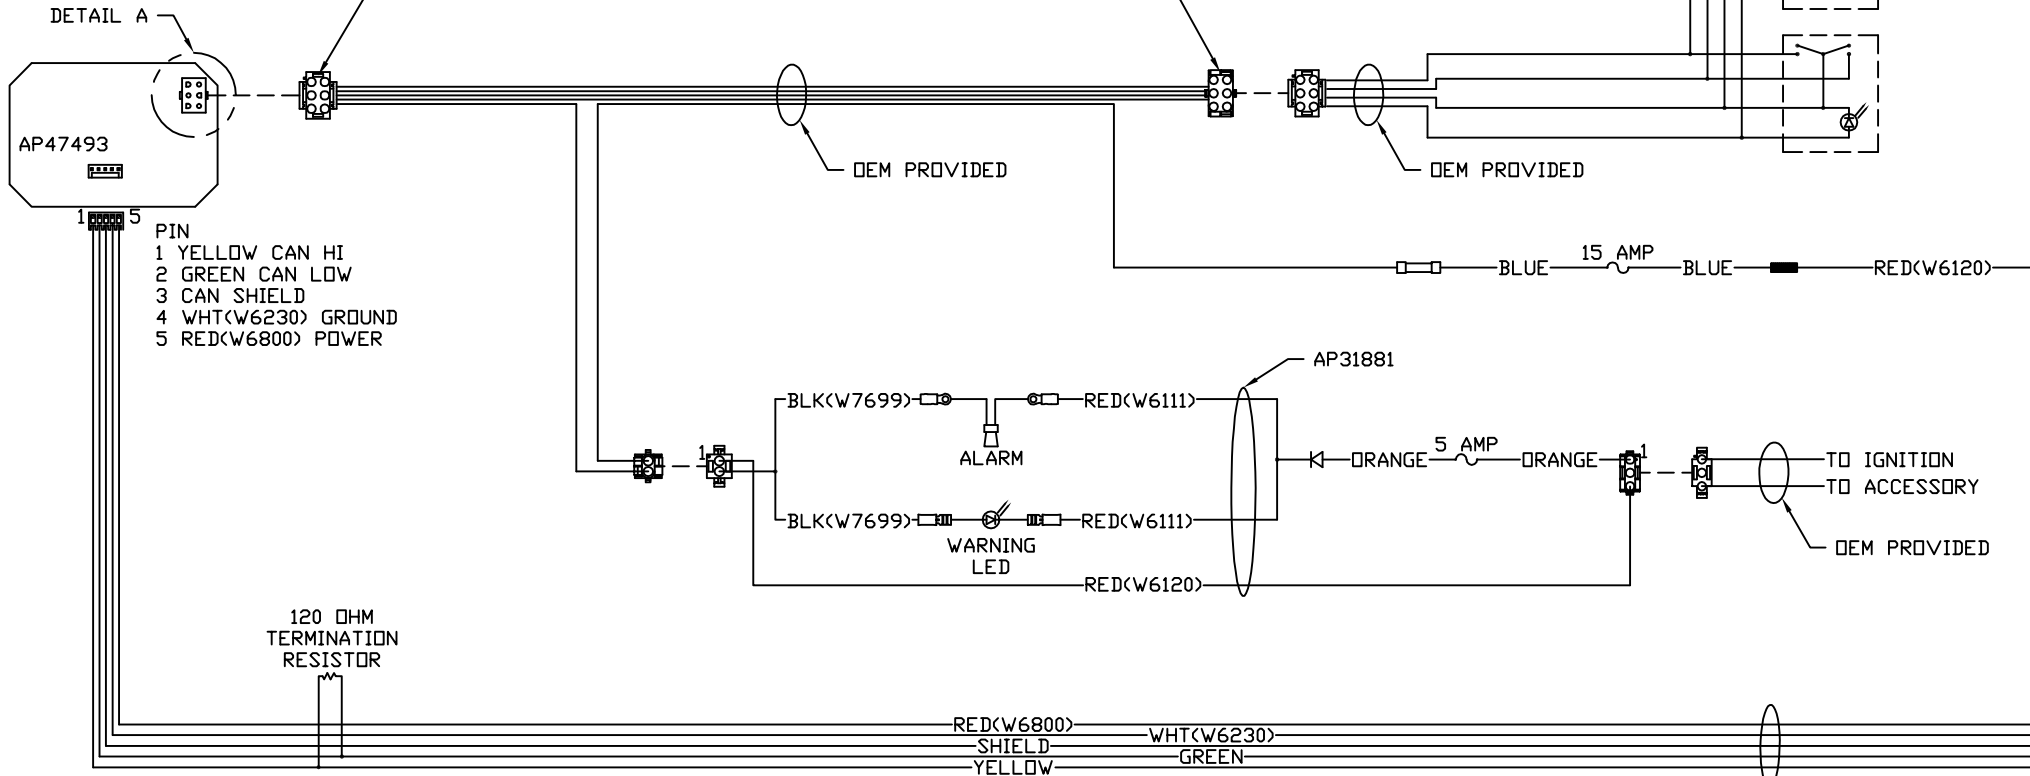 DETAIL A
AP47493
OEM PROVIDED
OEM PROVIDED
1 5
PIN
1 YELLOW CAN HI
2 GREEN CAN LOW
3 CAN SHIELD
4 WHT(W6230) GROUND
5 RED(W6800) POWER
15 AMP
BLUE BLUE RED(W6120)
AP31881
BLK(W7699) RED(W6111)
ALARM
1
5 AMP
ORANGE ORANGE
1
TO IGNITION
TO ACCESSORY
BLK(W7699) RED(W6111)
WARNING
LED
OEM PROVIDED
RED(W6120)
120 OHM
TERMINATION
RESISTOR
RED(W6800)
WHT(W6230)
SHIELD
GREEN
YELLOW